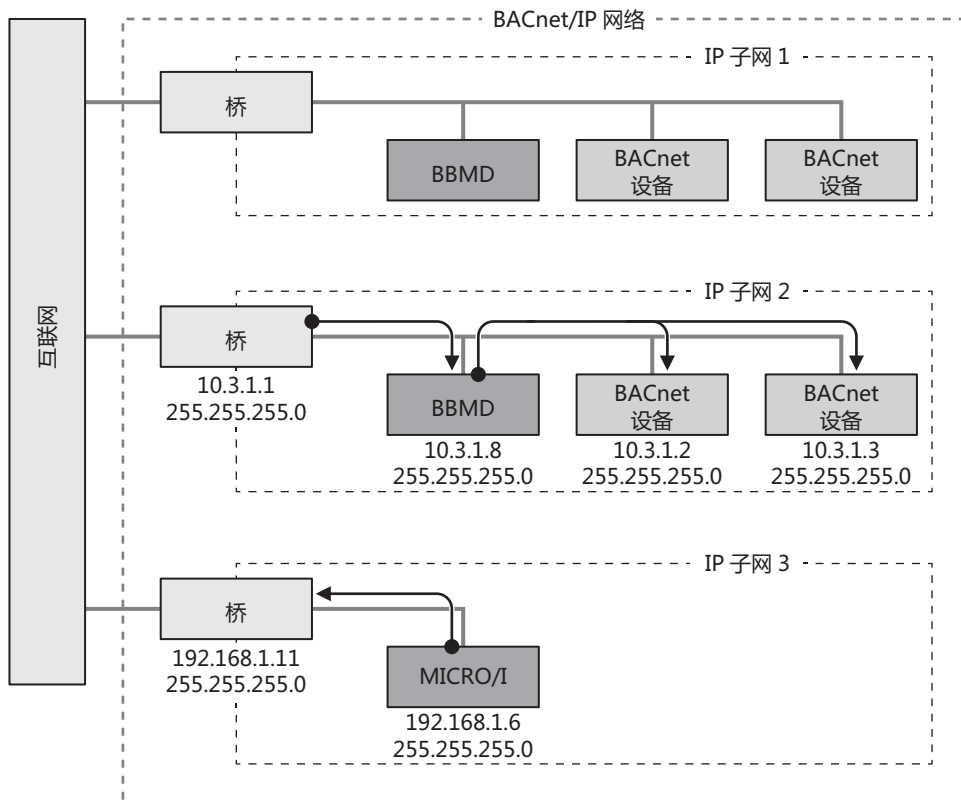 BACnet/IP 网络
互联网
IP 子网 1
桥
BBMD
BACnet
设备
BACnet
设备
IP 子网 2
桥
10.3.1.1
255.255.255.0
BBMD
10.3.1.8
255.255.255.0
BACnet
设备
10.3.1.2
255.255.255.0
BACnet
设备
10.3.1.3
255.255.255.0
IP 子网 3
桥
192.168.1.11
255.255.255.0
MICRO/I
192.168.1.6
255.255.255.0